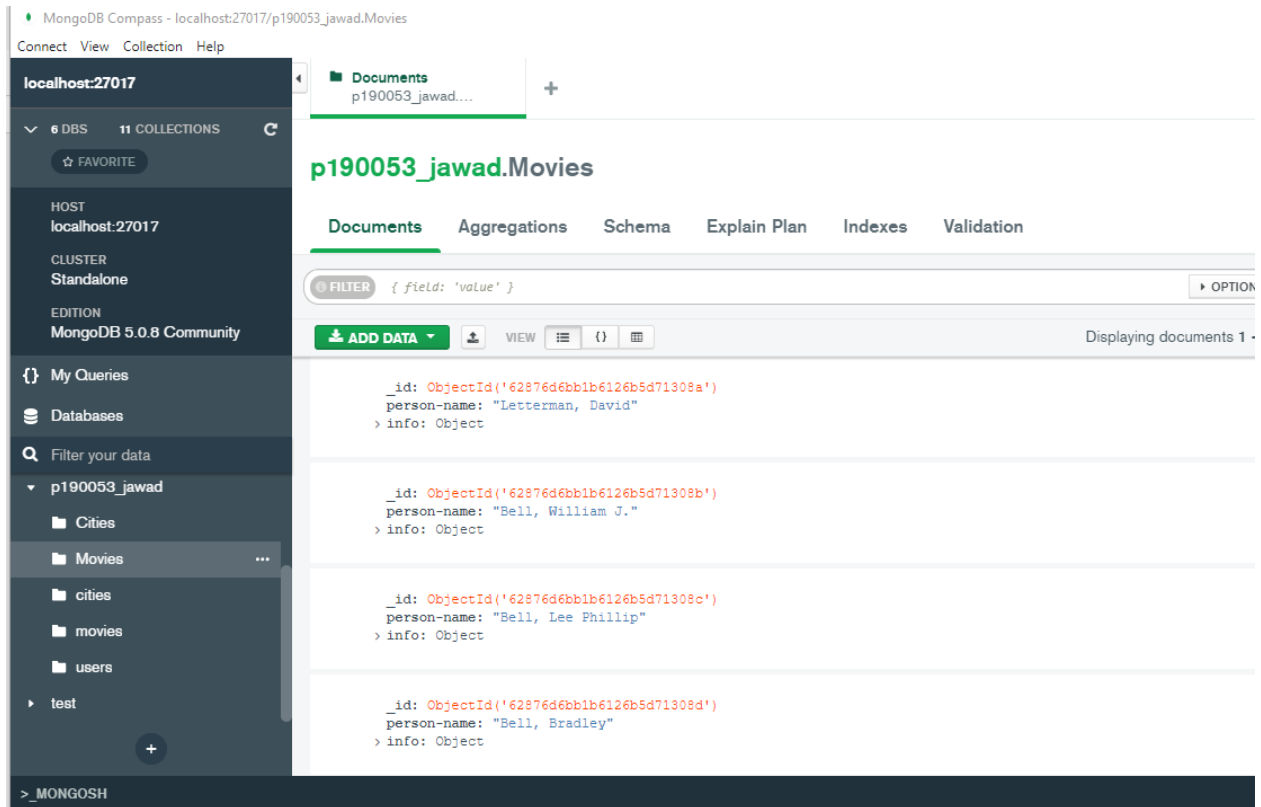 MongoDB Compass - localhost:27017/p190053_jawad.Movies
Connect View Collection Help
localhost:27017
6 DBS 11 COLLECTIONS
FAVORITE
HOST
localhost:27017
CLUSTER
Standalone
EDITION
MongoDB 5.0.8 Community
{} My Queries
Databases
Filter your data
p190053_jawad
Cities
Movies
cities
movies
users
test
+
>_MONGOSH
Documents
p190053_jawad....
+
p190053_jawad.Movies
Documents Aggregations Schema Explain Plan Indexes Validation
FILTER { field: 'value' } OPTION
ADD DATA VIEW {} Displaying documents 1 -
_id: ObjectId('62876d6bb1b6126b5d71308a')
person-name: "Letterman, David"
> info: Object
_id: ObjectId('62876d6bb1b6126b5d71308b')
person-name: "Bell, William J."
> info: Object
_id: ObjectId('62876d6bb1b6126b5d71308c')
person-name: "Bell, Lee Phillip"
> info: Object
_id: ObjectId('62876d6bb1b6126b5d71308d')
person-name: "Bell, Bradley"
> info: Object